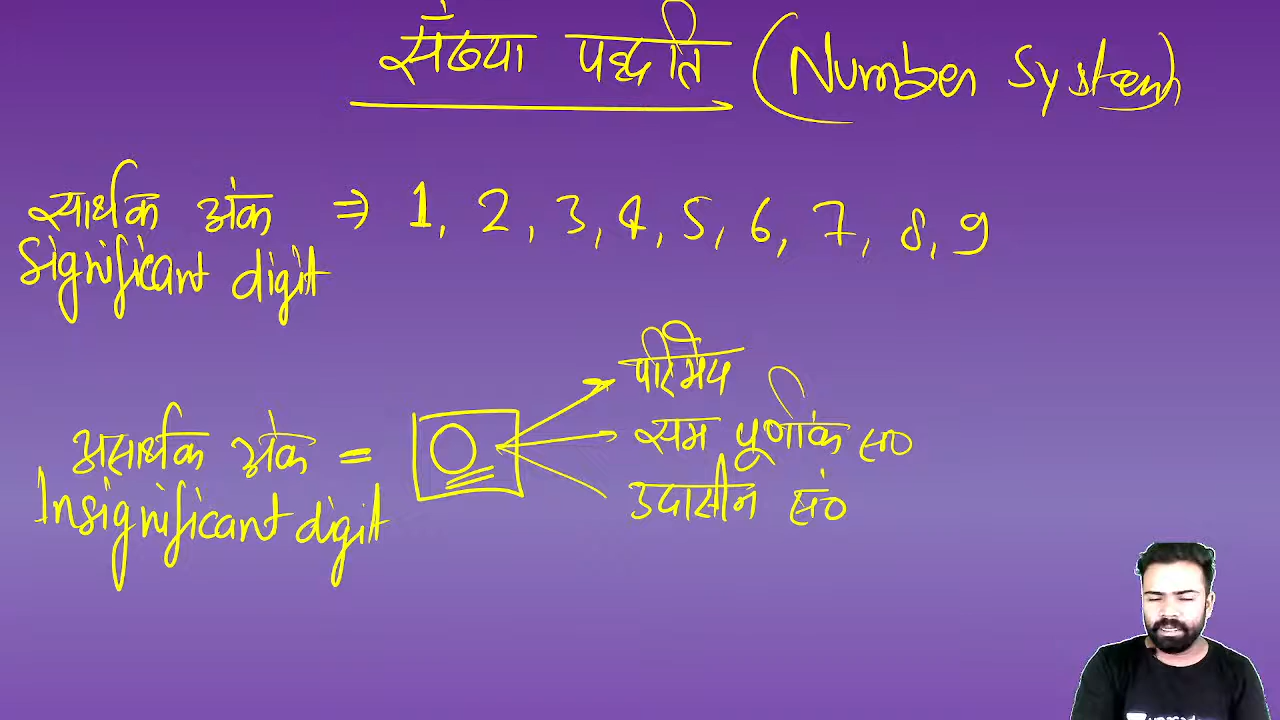 संख्या पद्धति (Number System)
सार्थक अंक ⇒ 1, 2, 3, 4, 5, 6, 7, 8, 9
Significant digit
परिमेय
असार्थक अंक = 0 सम पूर्णांक सं०
Insignificant digit उदासीन सं०